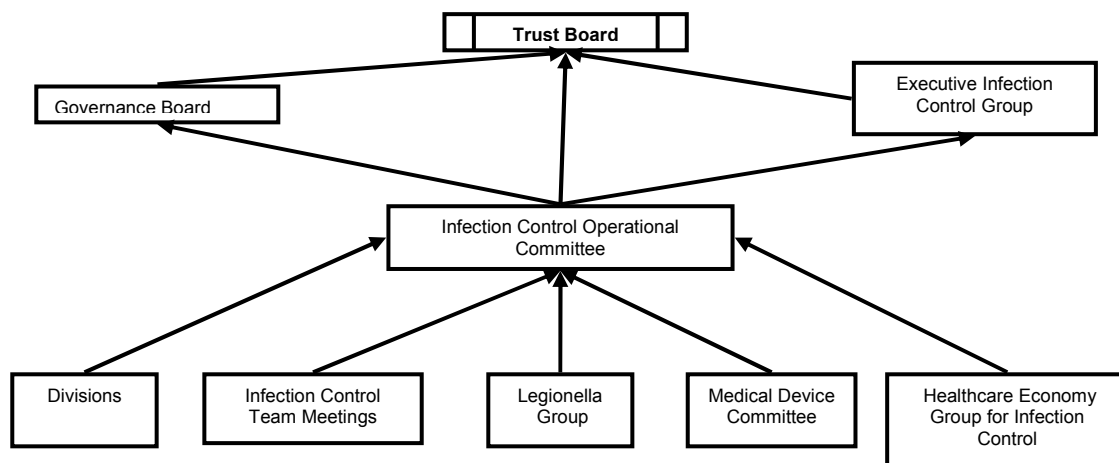 Trust Board
Governance Board
Executive Infection
Control Group
Infection Control Operational
Committee
Divisions
Infection Control
Team Meetings
Legionella
Group
Medical Device
Committee
Healthcare Economy
Group for Infection
Control